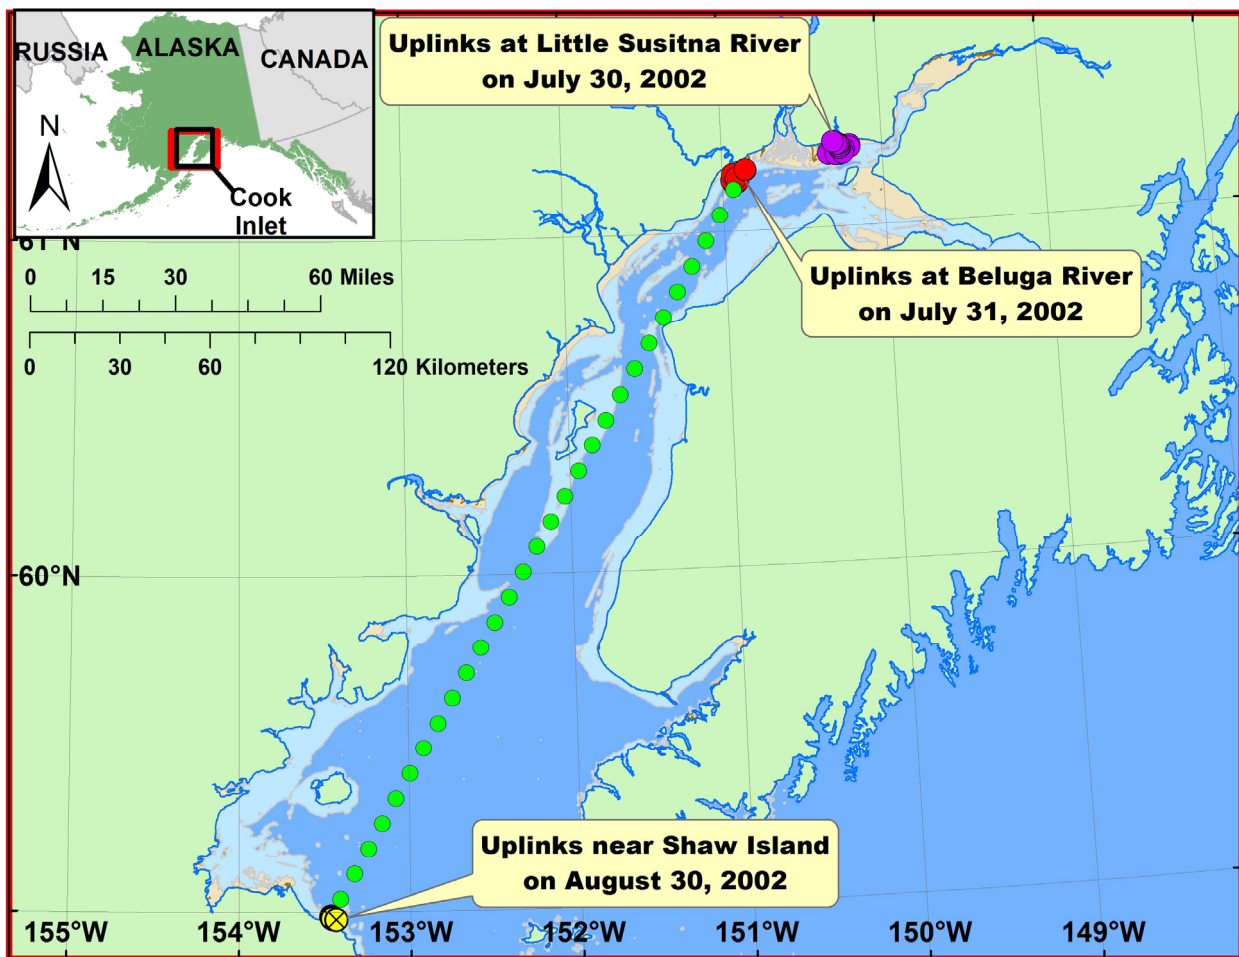 RUSSIA
ALASKA
CANADA
N
Cook
Inlet
Uplinks at Little Susitna River
on July 30, 2002
61°N
0 15 30 60 Miles
0 30 60 120 Kilometers
Uplinks at Beluga River
on July 31, 2002
60°N
Uplinks near Shaw Island
on August 30, 2002
155°W 154°W 153°W 152°W 151°W 150°W 149°W